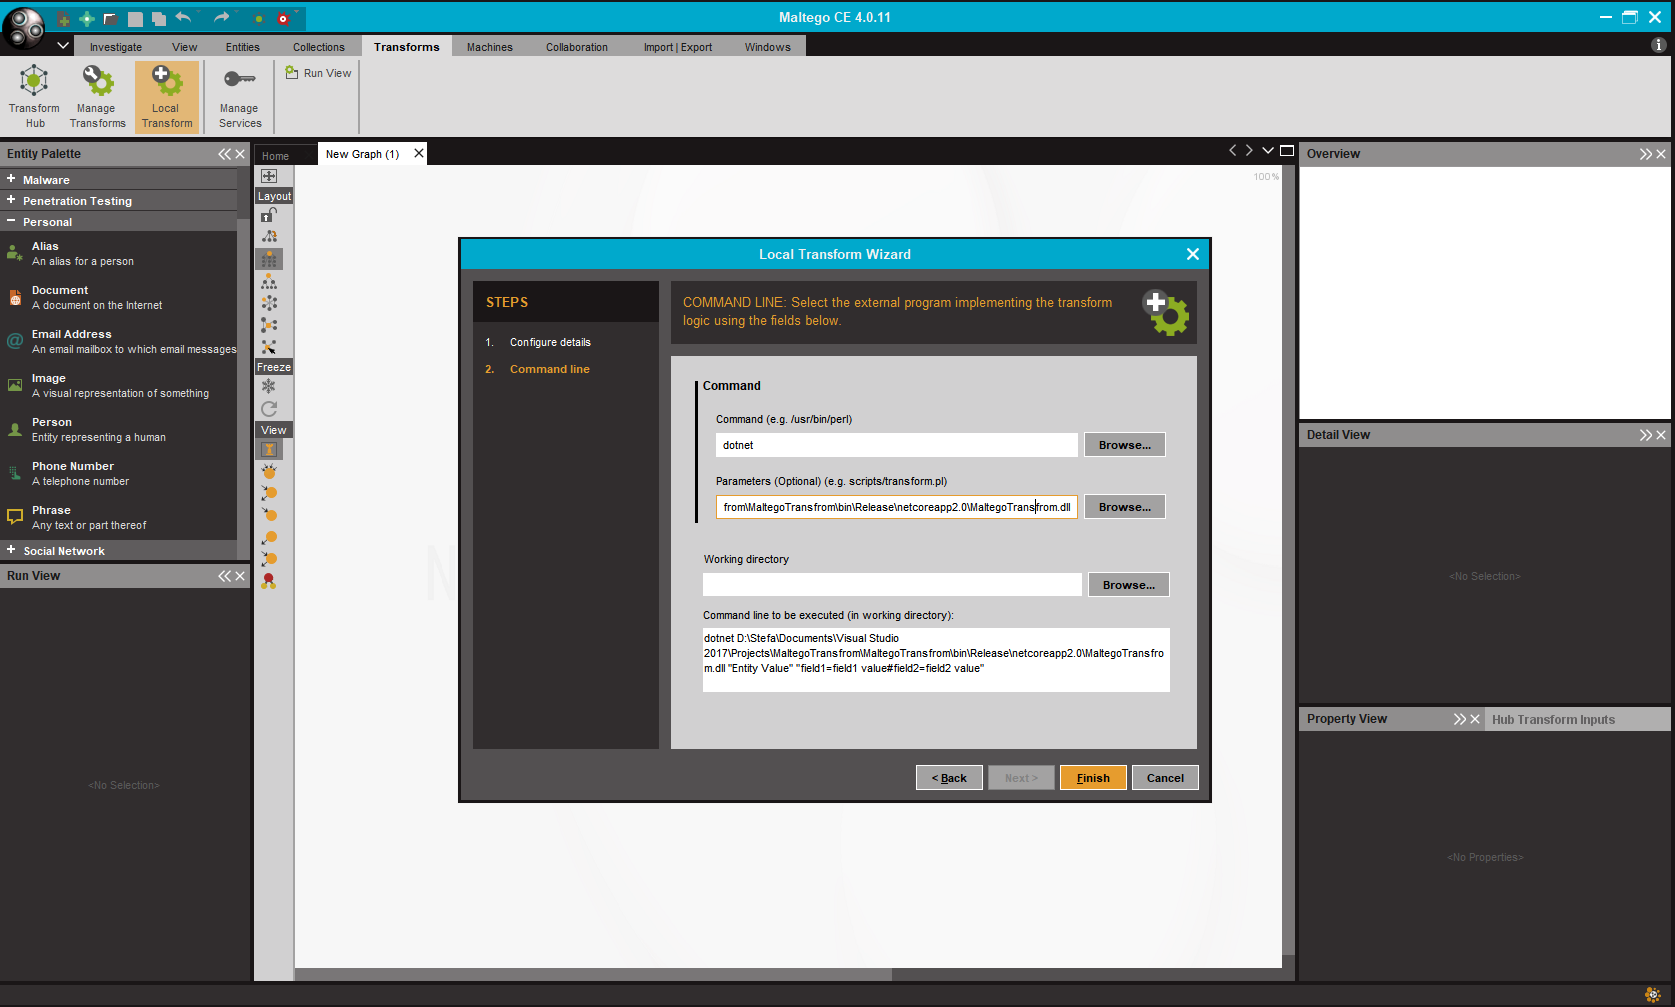 Maltego CE 4.0.11
Investigate View Entities Collections Transforms Machines Collaboration Import | Export Windows
Transform Hub
Manage Transforms
Local Transform
Manage Services
Run View
Entity Palette
Malware
Penetration Testing
Personal
Alias
An alias for a person
Document
A document on the Internet
Email Address
An email mailbox to which email messages
Image
A visual representation of something
Person
Entity representing a human
Phone Number
A telephone number
Phrase
Any text or part thereof
Social Network
Run View
<No Selection>
Home
New Graph (1)
Layout
Freeze
View
100%
Local Transform Wizard
STEPS
1. Configure details
2. Command line
COMMAND LINE: Select the external program implementing the transform
logic using the fields below.
Command
Command (e.g. /usr/bin/perl)
dotnet
Browse...
Parameters (Optional) (e.g. scripts/transform.pl)
from\MaltegoTransfrom\bin\Release\netcoreapp2.0\MaltegoTransfrom.dll
Browse...
Working directory
Browse...
Command line to be executed (in working directory):
dotnet D:\Stefa\Documents\Visual Studio
2017\Projects\MaltegoTransfrom\MaltegoTransfrom\bin\Release\netcoreapp2.0\MaltegoTransfro
m.dll "Entity Value" "field1=field1 value#field2=field2 value"
< Back
Next >
Finish
Cancel
Overview
Detail View
<No Selection>
Property View
Hub Transform Inputs
<No Properties>